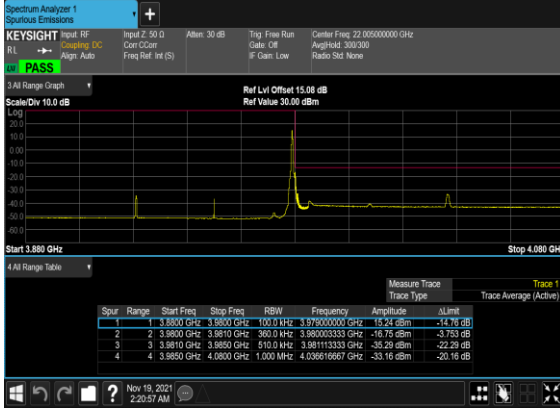 Spectrum Analyzer 1
Spurious Emissions
+
KEYSIGHT Input: RF Input Z: 50 Ω Atten: 30 dB Trig: Free Run Center Freq: 22.005000000 GHz
RL Coupling: DC Corr CCorr Gate: Off Avg|Hold: 300/300
Align: Auto Freq Ref: Int (S) IF Gain: Low Radio Std: None
PASS
3 All Range Graph
Ref Lvl Offset 15.08 dB
Scale/Div 10.0 dB Ref Value 30.00 dBm
Log
20.0
10.0
0.00
-10.0
-20.0
-30.0
-40.0
-50.0
-60.0
Start 3.880 GHz Stop 4.080 GH
4 All Range Table
Measure Trace Trace 1
Trace Type Trace Average (Active)
Spur Range Start Freq Stop Freq RBW Frequency Amplitude ΔLimit
1 1 3.8800 GHz 3.9800 GHz 100.0 kHz 3.979000000 GHz 15.24 dBm -14.76 dB
2 2 3.9800 GHz 3.9810 GHz 360.0 kHz 3.980003333 GHz -16.75 dBm -3.753 dB
3 3 3.9810 GHz 3.9850 GHz 510.0 kHz 3.981113333 GHz -35.29 dBm -22.29 dB
4 4 3.9850 GHz 4.0800 GHz 1.000 MHz 4.036616667 GHz -33.16 dBm -20.16 dB
? Nov 19, 2021
2:20:57 AM